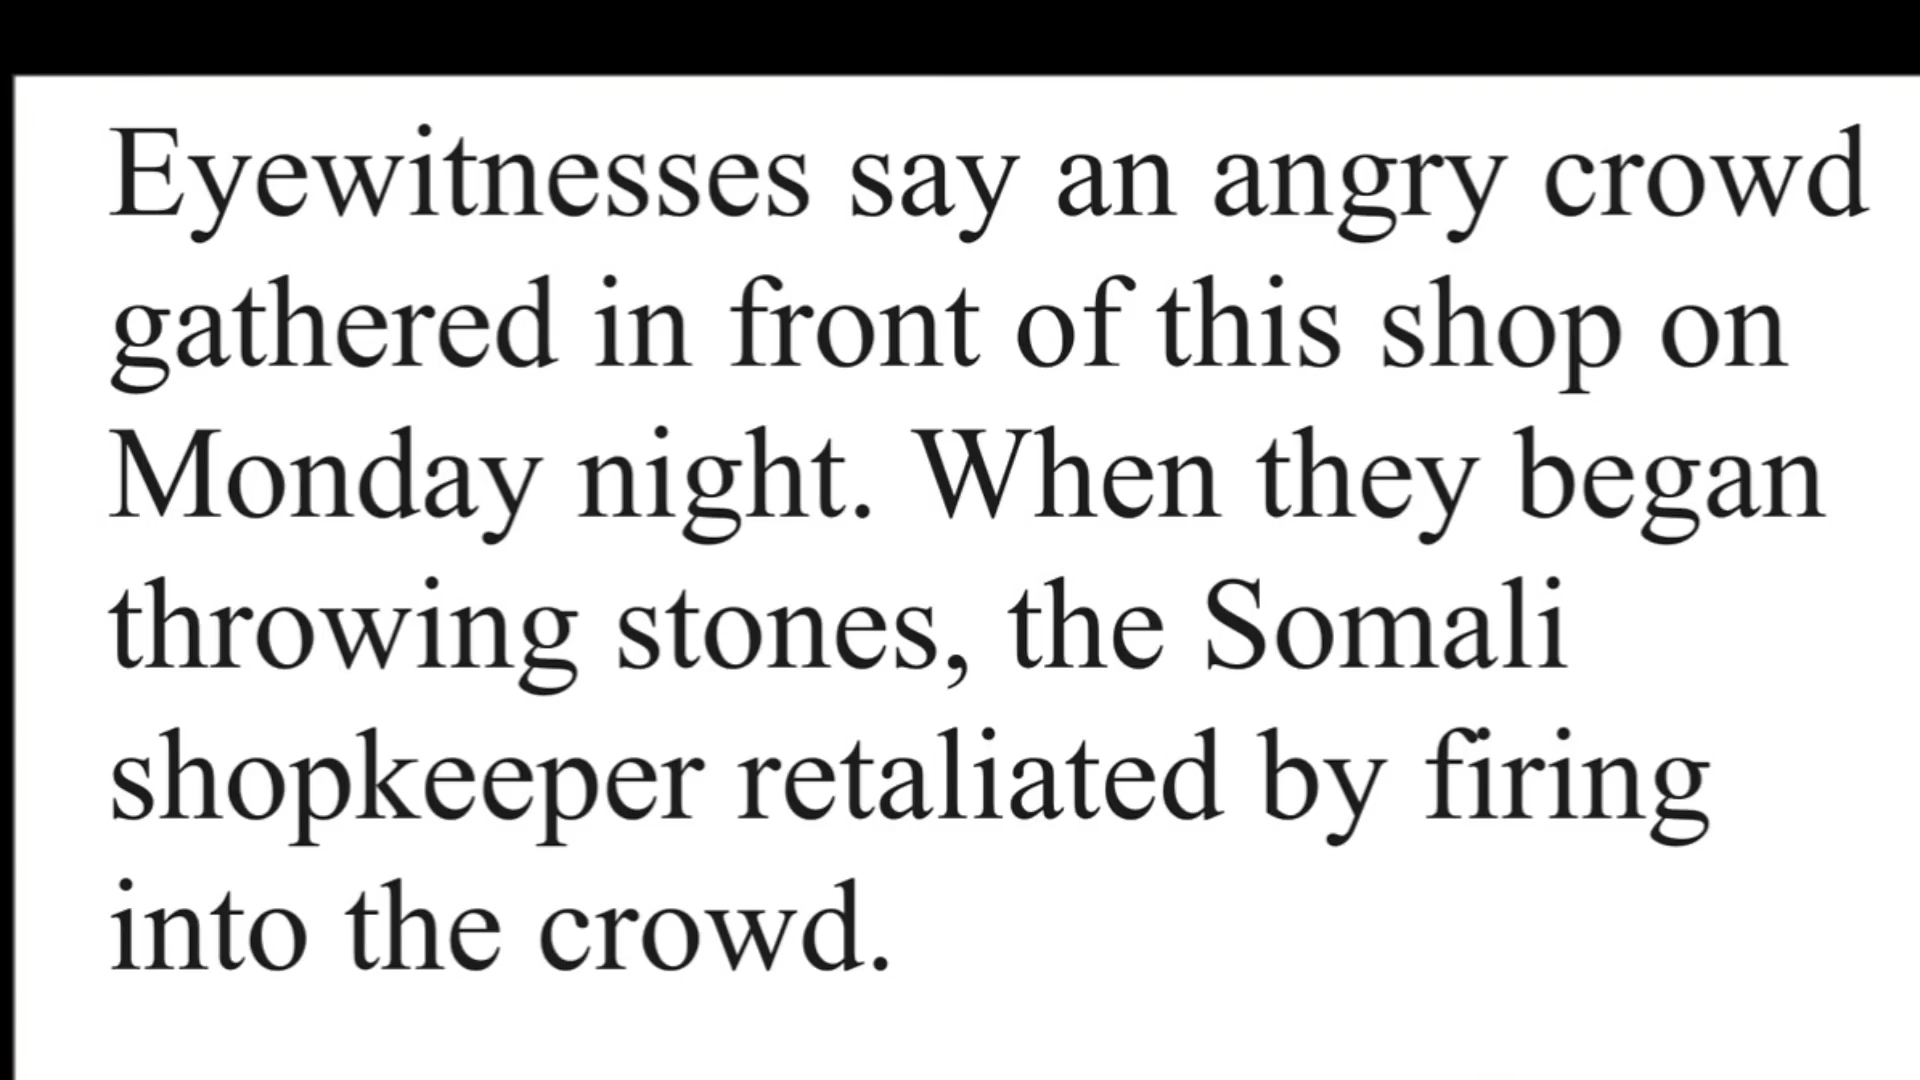 Eyewitnesses say an angry crowd
gathered in front of this shop on
Monday night. When they began
throwing stones, the Somali
shopkeeper retaliated by firing
into the crowd.